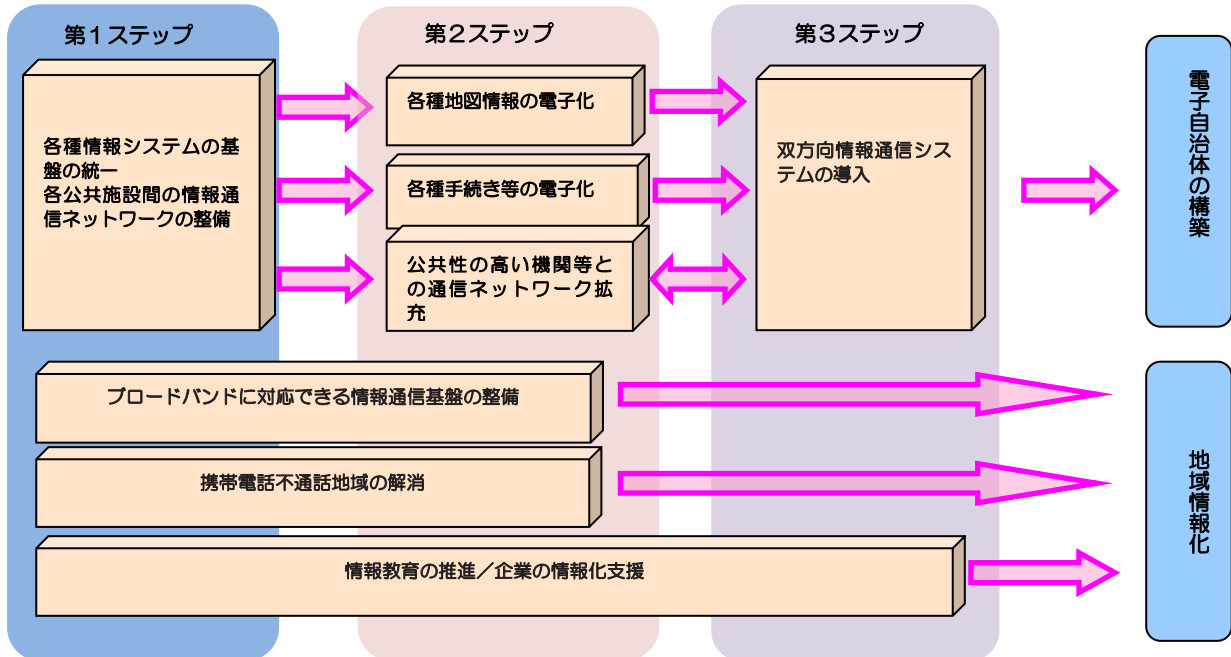 第１ステップ
第２ステップ
第３ステップ
各種情報システムの基
盤の統一
各公共施設間の情報通
信ネットワークの整備
各種地図情報の電子化
各種手続き等の電子化
公共性の高い機関等と
の通信ネットワーク拡
充
双方向情報通信シス
テムの導入
電子自治体の構築
ブロードバンドに対応できる情報通信基盤の整備
携帯電話不通話地域の解消
情報教育の推進／企業の情報化支援
地域情報化